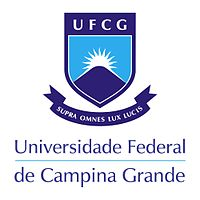 UFCG
SUPRA OMNES LUX LUCIS
Universidade Federal
de Campina Grande